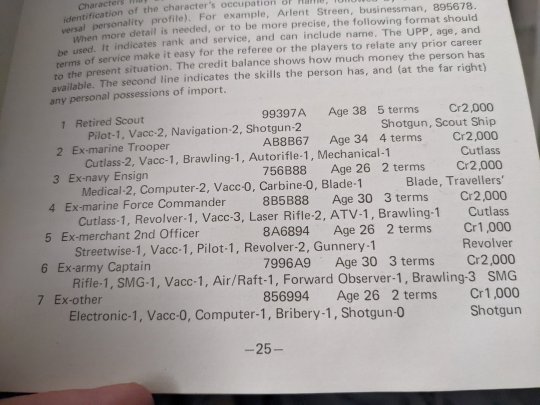 Characters may
identification of the character's occupation or name, followed
versal personality profile). For example, Arlent Streen, businessman, 895678.
When more detail is needed, or to be more precise, the following format should
be used. It indicates rank and service, and can include name. The UPP, age, and
terms of service make it easy for the referee or the players to relate any prior career
to the present situation. The credit balance shows how much money the person has
available. The second line indicates the skills the person has, and (at the far right)
any personal possessions of import.
1 Retired Scout 99397A Age 38 5 terms Cr2,000
Pilot-1, Vacc-2, Navigation-2, Shotgun-2 Shotgun, Scout Ship
2 Ex-marine Trooper AB8B67 Age 34 4 terms Cr2,000
Cutlass-2, Vacc-1, Brawling-1, Autorifle-1, Mechanical-1 Cutlass
3 Ex-navy Ensign 756B88 Age 26 2 terms Cr2,000
Medical-2, Computer-2, Vacc-0, Carbine-0, Blade-1 Blade, Travellers'
4 Ex-marine Force Commander 8B5B88 Age 30 3 terms Cr2,000
Cutlass-1, Revolver-1, Vacc-3, Laser Rifle-2, ATV-1, Brawling-1 Cutlass
5 Ex-merchant 2nd Officer 8A6894 Age 26 2 terms Cr1,000
Streetwise-1, Vacc-1, Pilot-1, Revolver-2, Gunnery-1 Revolver
6 Ex-army Captain 7996A9 Age 30 3 terms Cr2,000
Rifle-1, SMG-1, Vacc-1, Air/Raft-1, Forward Observer-1, Brawling-3 SMG
7 Ex-other 856994 Age 26 2 terms Cr1,000
Electronic-1, Vacc-0, Computer-1, Bribery-1, Shotgun-0 Shotgun
—25—